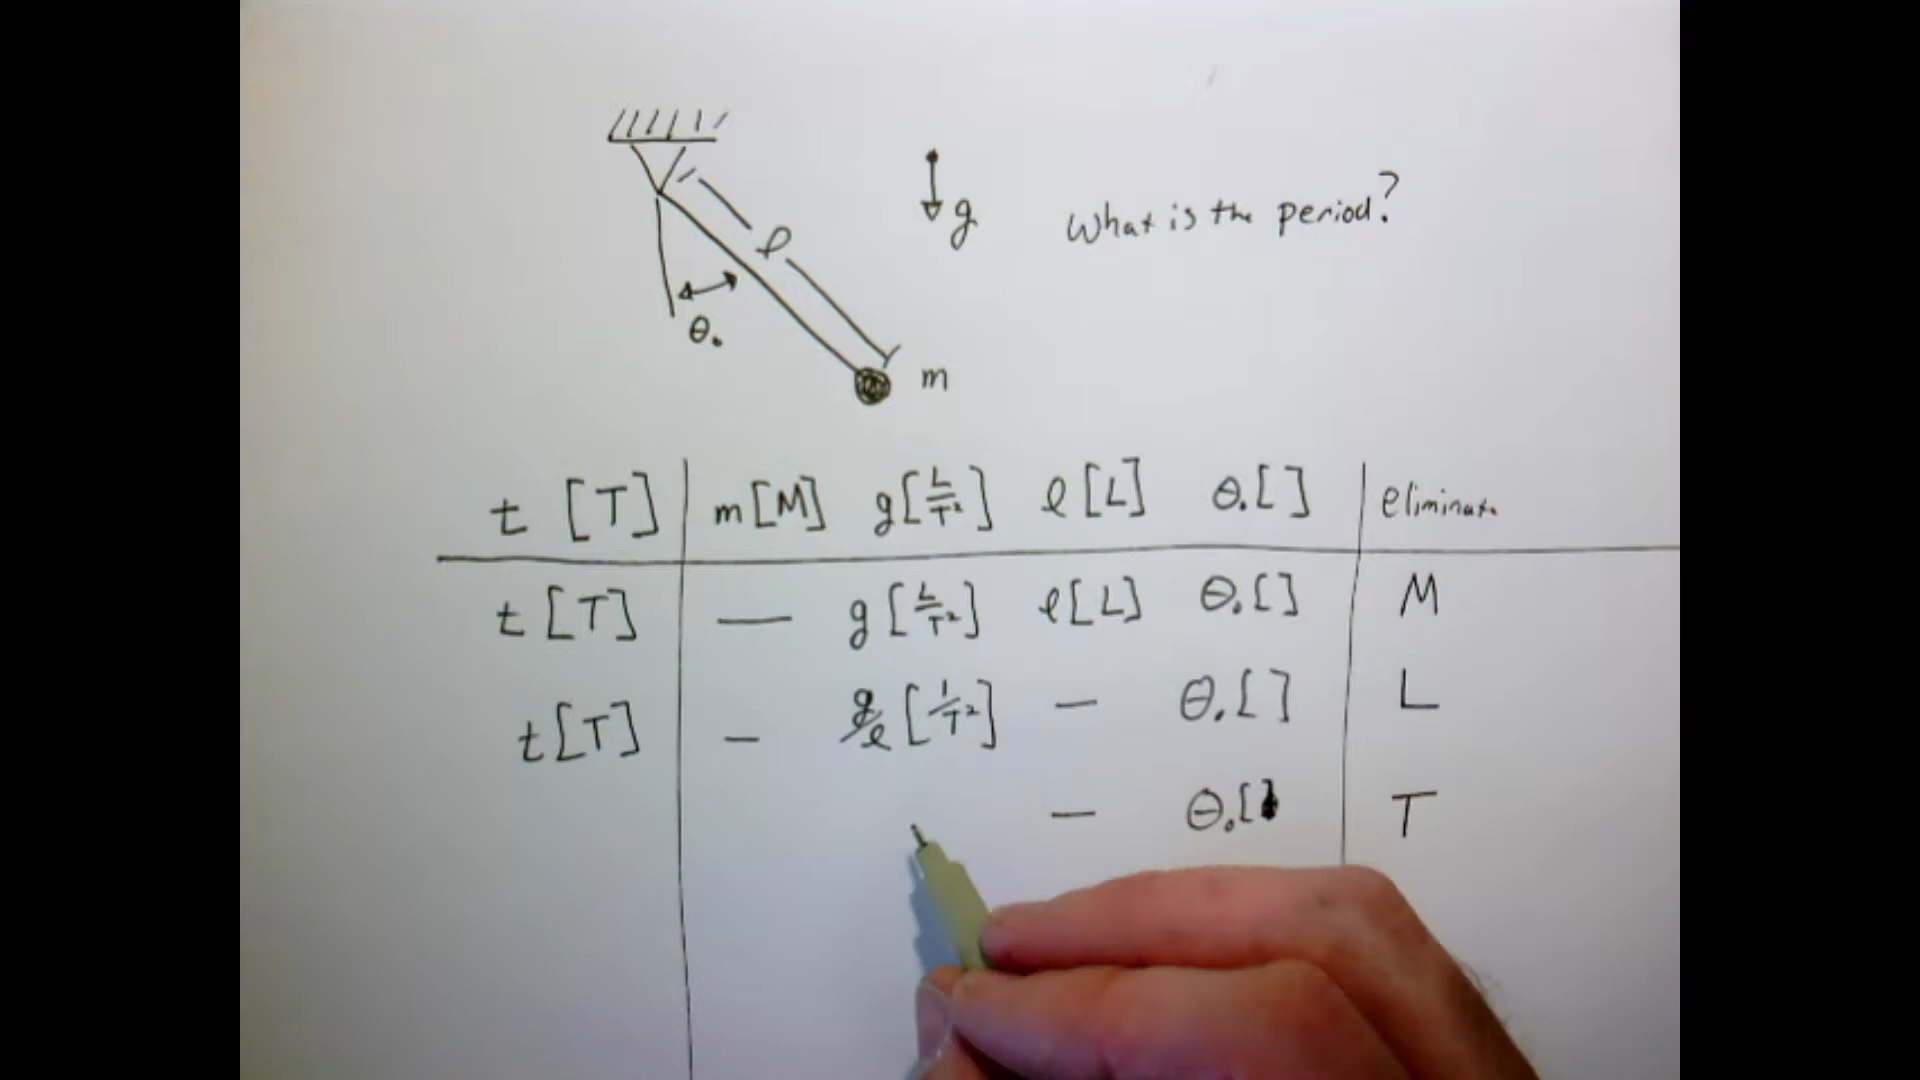 g What is the period?
ℓ
θ₀
m
t [T] m [M] g [L/T²] ℓ [L] θ₀ [ ] eliminate
t [T] — g [L/T²] ℓ [L] θ₀ [ ] M
t [T] – g/ℓ [1/T²] – θ₀ [ ] L
– θ₀ [ ] T